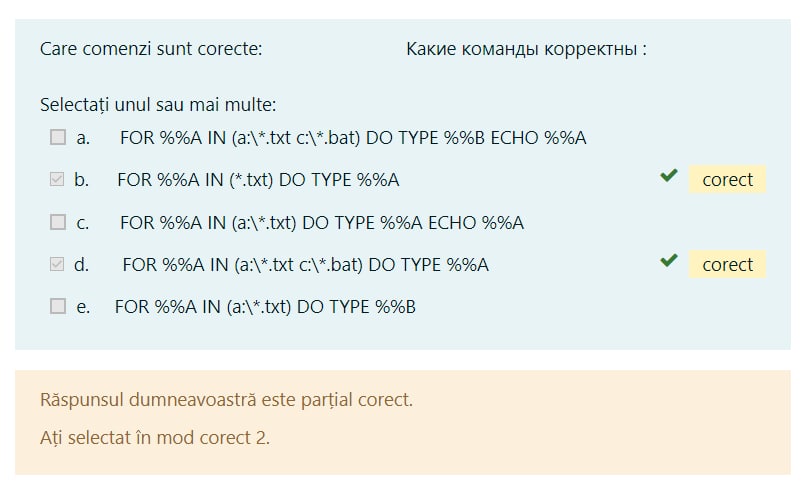 Care comenzi sunt corecte: Какие команды корректны :
Selectați unul sau mai multe:
a. FOR %%A IN (a:\*.txt c:\*.bat) DO TYPE %%B ECHO %%A
b. FOR %%A IN (*.txt) DO TYPE %%A corect
c. FOR %%A IN (a:\*.txt) DO TYPE %%A ECHO %%A
d. FOR %%A IN (a:\*.txt c:\*.bat) DO TYPE %%A corect
e. FOR %%A IN (a:\*.txt) DO TYPE %%B
Răspunsul dumneavoastră este parțial corect.
Ați selectat în mod corect 2.